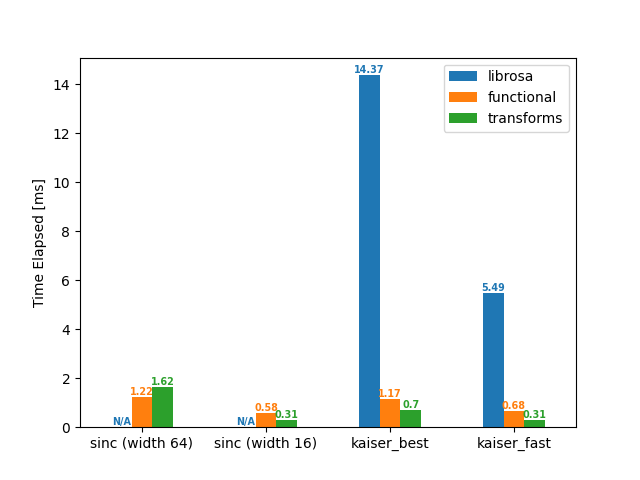 librosa
functional
transforms
Time Elapsed [ms]
14
12
10
8
6
4
2
0
N/A
1.22
1.62
N/A
0.58
0.31
14.37
1.17
0.7
5.49
0.68
0.31
sinc (width 64)
sinc (width 16)
kaiser_best
kaiser_fast